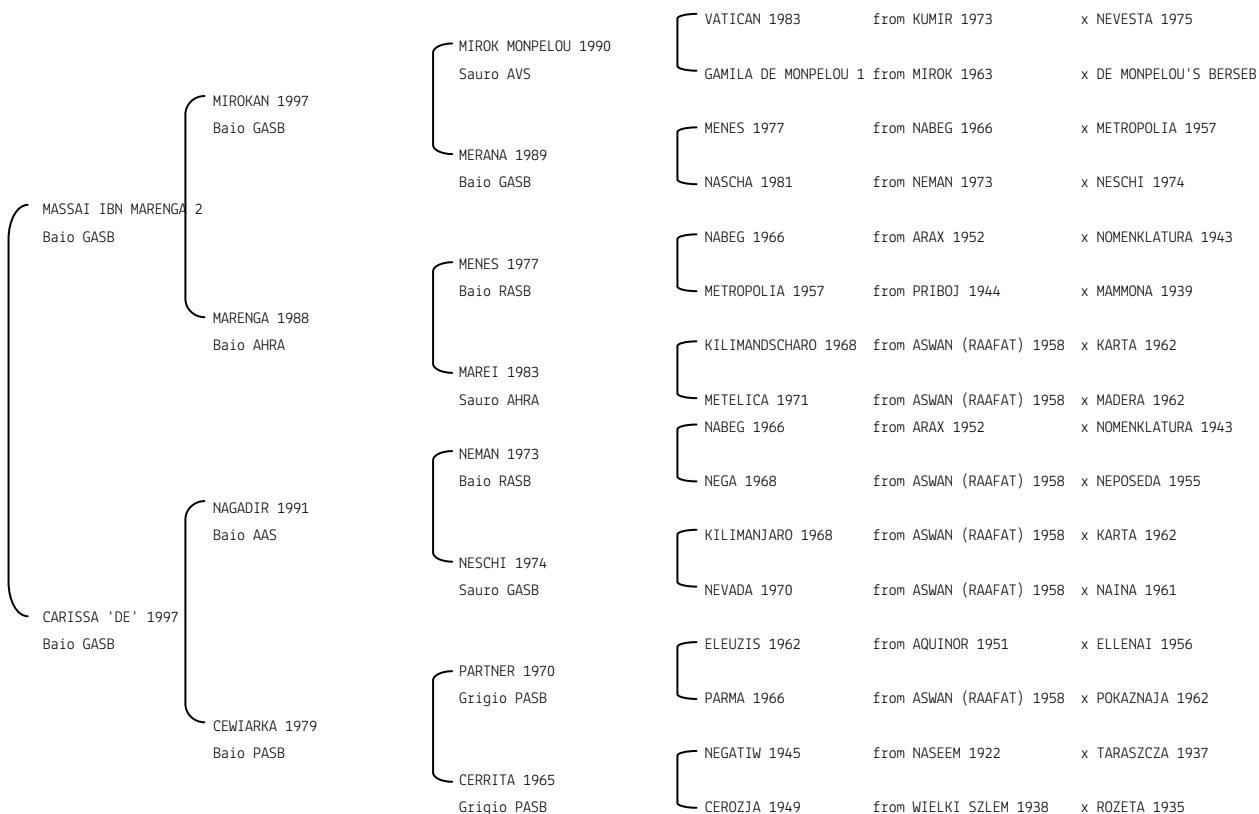 VATICAN 1983 from KUMIR 1973 x NEVESTA 1975
MIROK MONPELOU 1990
Sauro AVS
GAMILA DE MONPELOU 1 from MIROK 1963 x DE MONPELOU'S BERSEB
MIROKAN 1997
Baio GASB
MENES 1977 from NABEG 1966 x METROPOLIA 1957
MERANA 1989
Baio GASB
NASCHA 1981 from NEMAN 1973 x NESCHI 1974
MASSAI IBN MARENGA 2
Baio GASB
NABEG 1966 from ARAX 1952 x NOMENKLATURA 1943
MENES 1977
Baio RASB
METROPOLIA 1957 from PRIBOJ 1944 x MAMMONA 1939
MARENGA 1988
Baio AHRA
KILIMANDSCHARO 1968 from ASWAN (RAAFAT) 1958 x KARTA 1962
MAREI 1983
Sauro AHRA
METELICA 1971 from ASWAN (RAAFAT) 1958 x MADERA 1962
NABEG 1966 from ARAX 1952 x NOMENKLATURA 1943
NEMAN 1973
Baio RASB
NEGA 1968 from ASWAN (RAAFAT) 1958 x NEPOSEDA 1955
NAGADIR 1991
Baio AAS
KILIMANJARO 1968 from ASWAN (RAAFAT) 1958 x KARTA 1962
NESCHI 1974
Sauro GASB
NEVADA 1970 from ASWAN (RAAFAT) 1958 x NAINA 1961
CARISSA 'DE' 1997
Baio GASB
ELEUZIS 1962 from AQUINOR 1951 x ELLENAI 1956
PARTNER 1970
Grigio PASB
PARMA 1966 from ASWAN (RAAFAT) 1958 x POKAZNAJA 1962
CEWIARKA 1979
Baio PASB
NEGATIW 1945 from NASEEM 1922 x TARASZCZA 1937
CERRITA 1965
Grigio PASB
CEROZJA 1949 from WIELKI SZLEM 1938 x ROZETA 1935